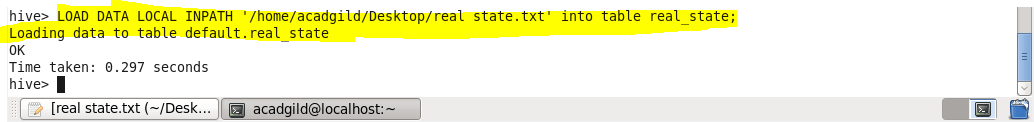 hive> LOAD DATA LOCAL INPATH '/home/acadgild/Desktop/real state.txt' into table real_state;
Loading data to table default.real_state
OK
Time taken: 0.297 seconds
hive>
[real state.txt (~/Desk... acadgild@localhost:~